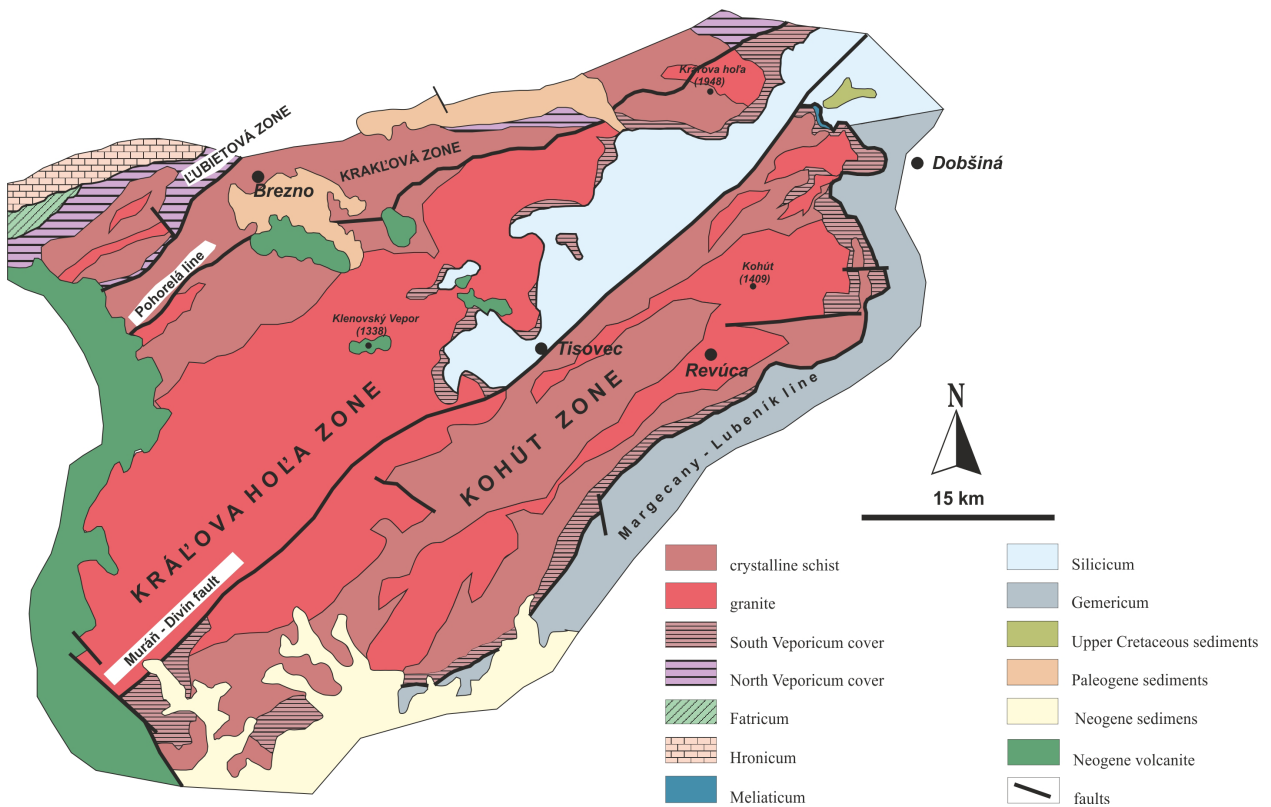 Kráľova hoľa
(1948)
ĽUBIETOVÁ ZONE
KRAKĽOVÁ ZONE
Dobšiná
Brezno
Pohorelá line
Kohút
(1409)
Klenovský Vepor
(1338)
Tisovec
Revúca
KRÁĽOVA HOĽA ZONE
KOHÚT ZONE
Margecany - Lubeník line
Muráň - Divín fault
N
15 km
crystalline schist
granite
South Veporicum cover
North Veporicum cover
Fatricum
Hronicum
Meliaticum
Silicicum
Gemericum
Upper Cretaceous sediments
Paleogene sediments
Neogene sedimens
Neogene volcanite
faults